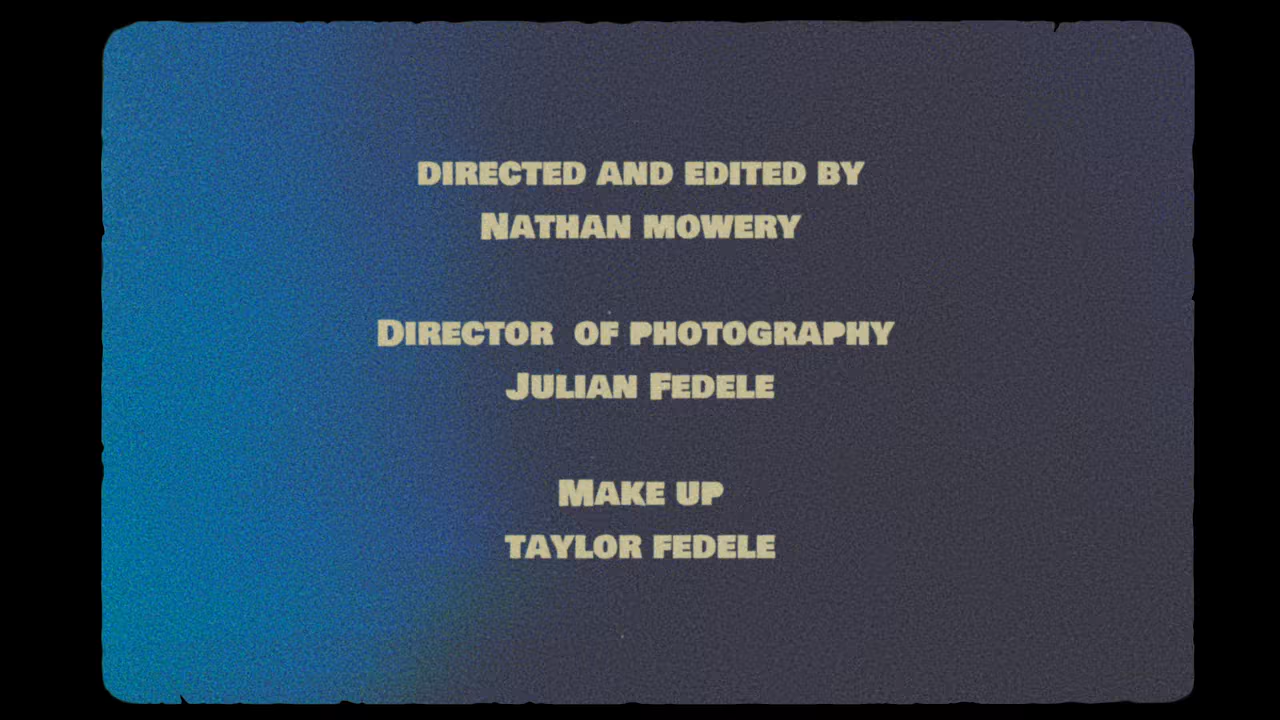 DIRECTED AND EDITED BY
NATHAN MOWERY
DIRECTOR OF PHOTOGRAPHY
JULIAN FEDELE
MAKE UP
TAYLOR FEDELE